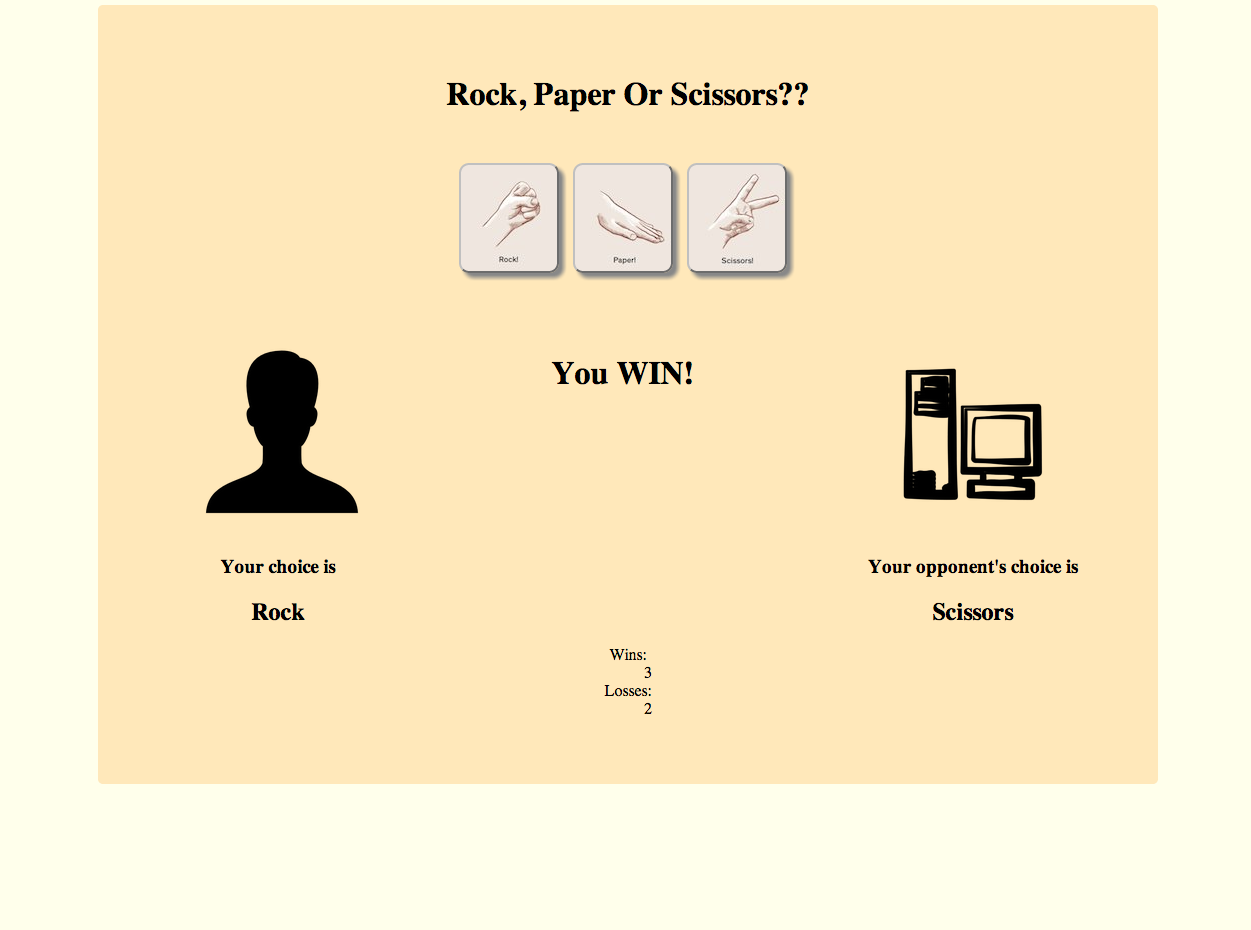 Rock, Paper Or Scissors??
Rock!
Paper!
Scissors!
You WIN!
Your choice is
Rock
Your opponent's choice is
Scissors
Wins:
3
Losses:
2